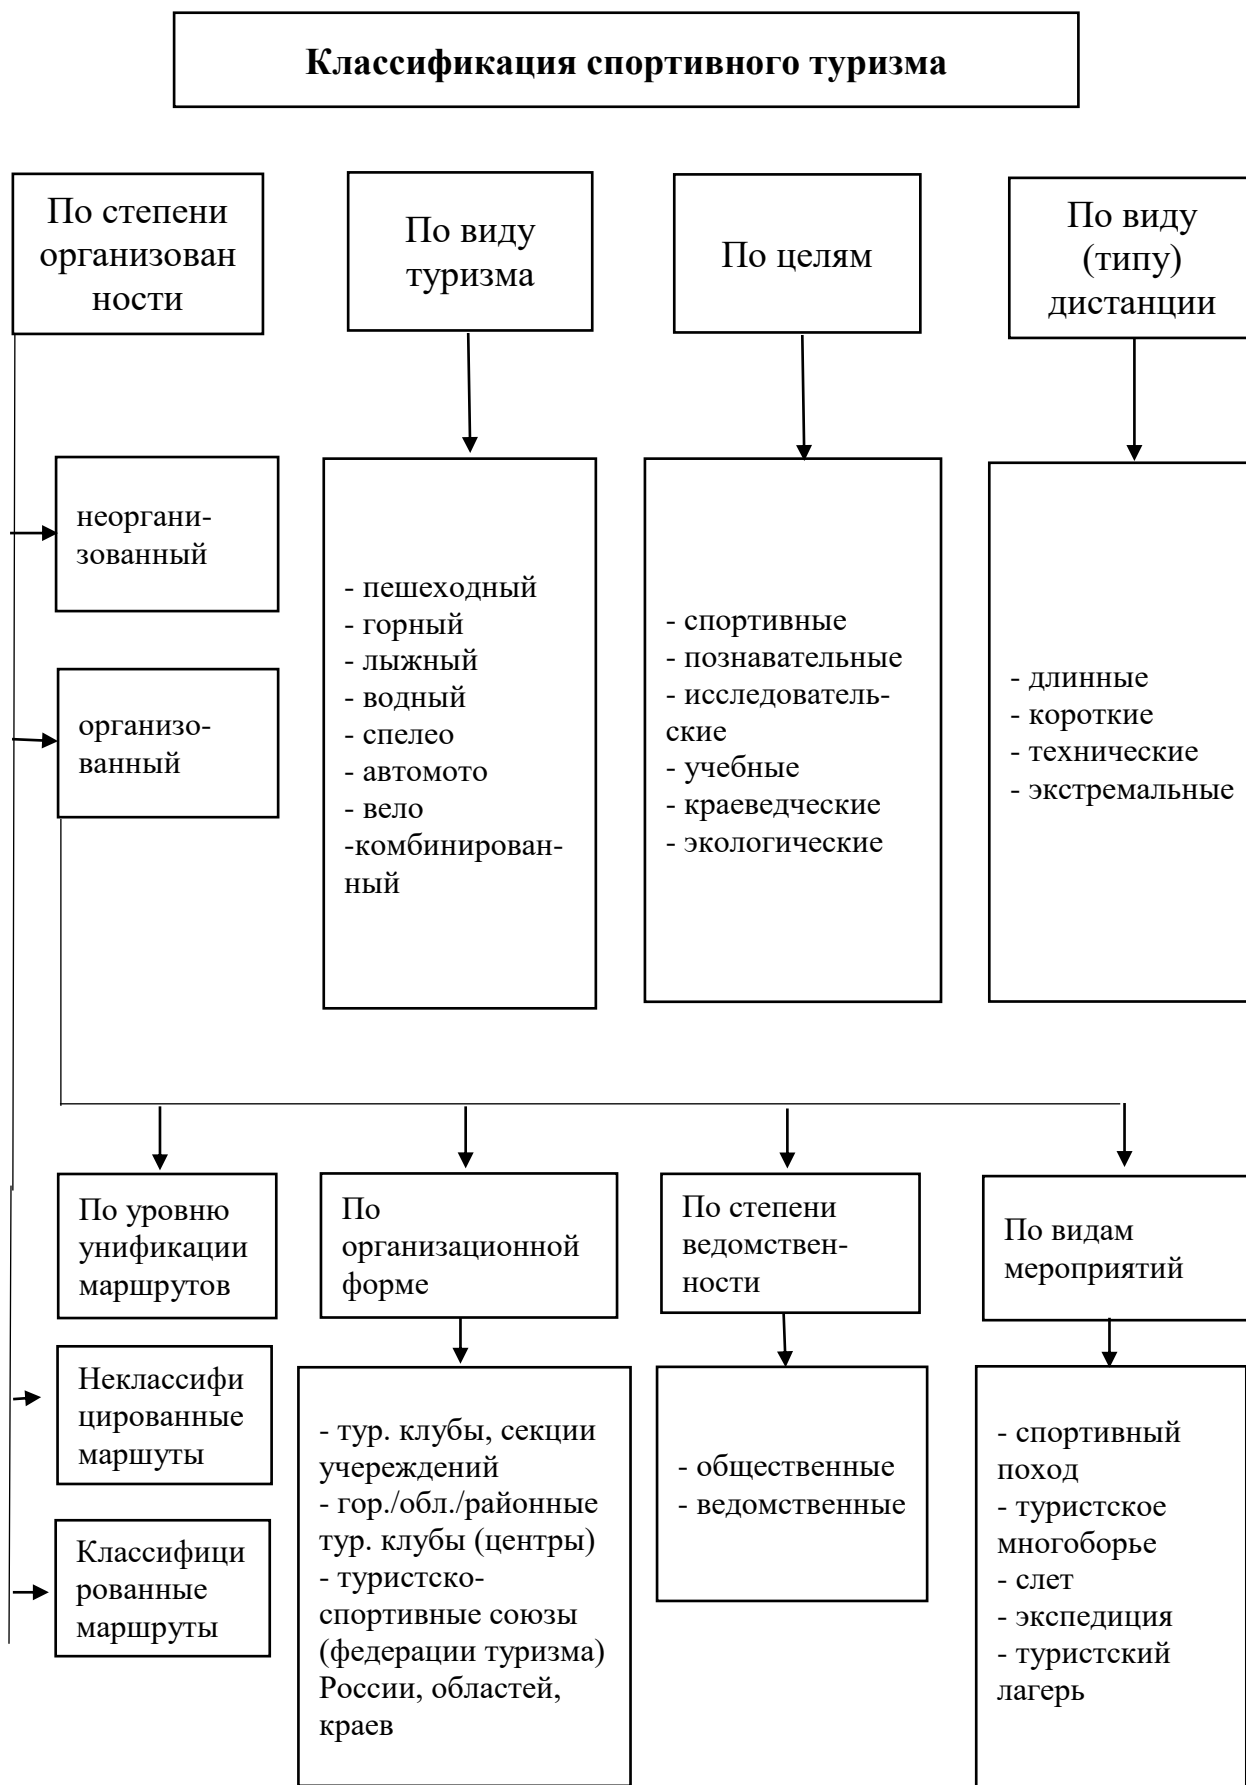 Классификация спортивного туризма
По степени
организован
ности
По виду
туризма
По целям
По виду
(типу)
дистанции
неоргани-
зованный
организо-
ванный
- пешеходный
- горный
- лыжный
- водный
- спелео
- автомото
- вело
-комбинирован-
ный
- спортивные
- познавательные
- исследователь-
ские
- учебные
- краеведческие
- экологические
- длинные
- короткие
- технические
- экстремальные
По уровню
унификации
маршрутов
Неклассифи
цированные
маршуты
Классифици
рованные
маршруты
По
организационной
форме
- тур. клубы, секции
учереждений
- гор./обл./районные
тур. клубы (центры)
- туристско-
спортивные союзы
(федерации туризма)
России, областей,
краев
По степени
ведомствен-
ности
- общественные
- ведомственные
По видам
мероприятий
- спортивный
поход
- туристское
многоборье
- слет
- экспедиция
- туристский
лагерь